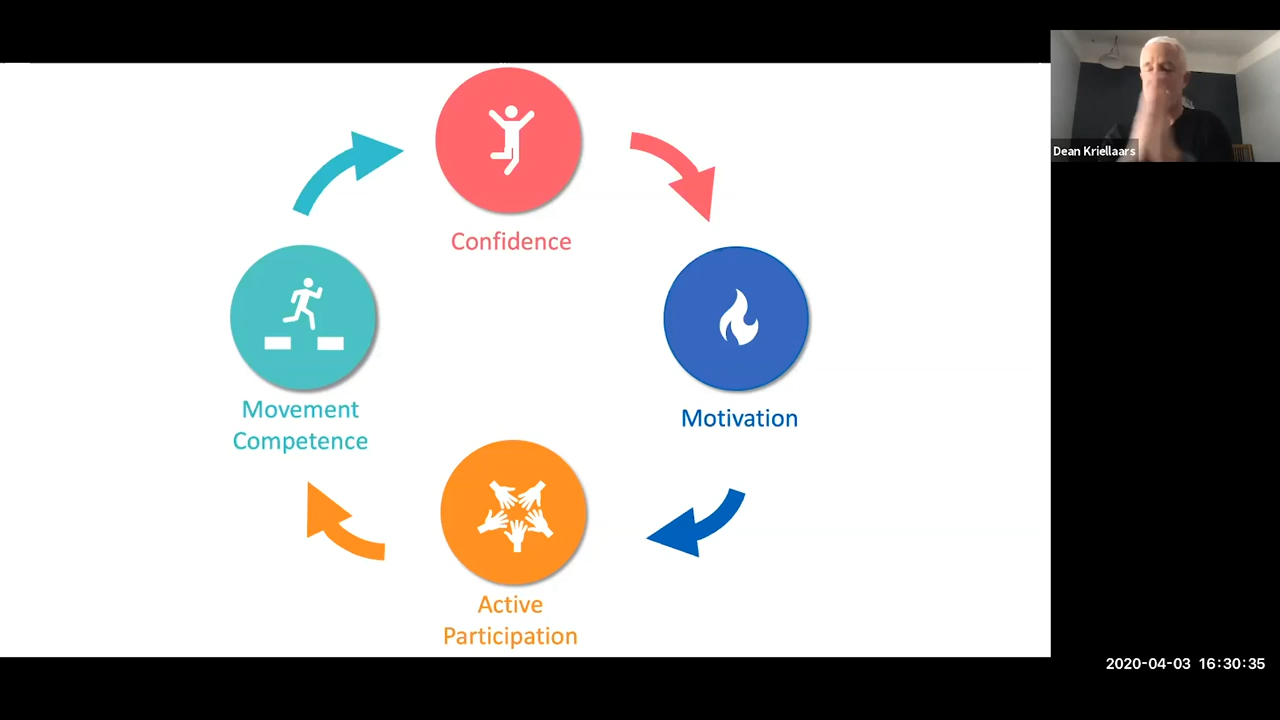 Confidence
Dean Kriellaars
Movement
Competence
Motivation
Active
Participation
2020-04-03 16:30:35